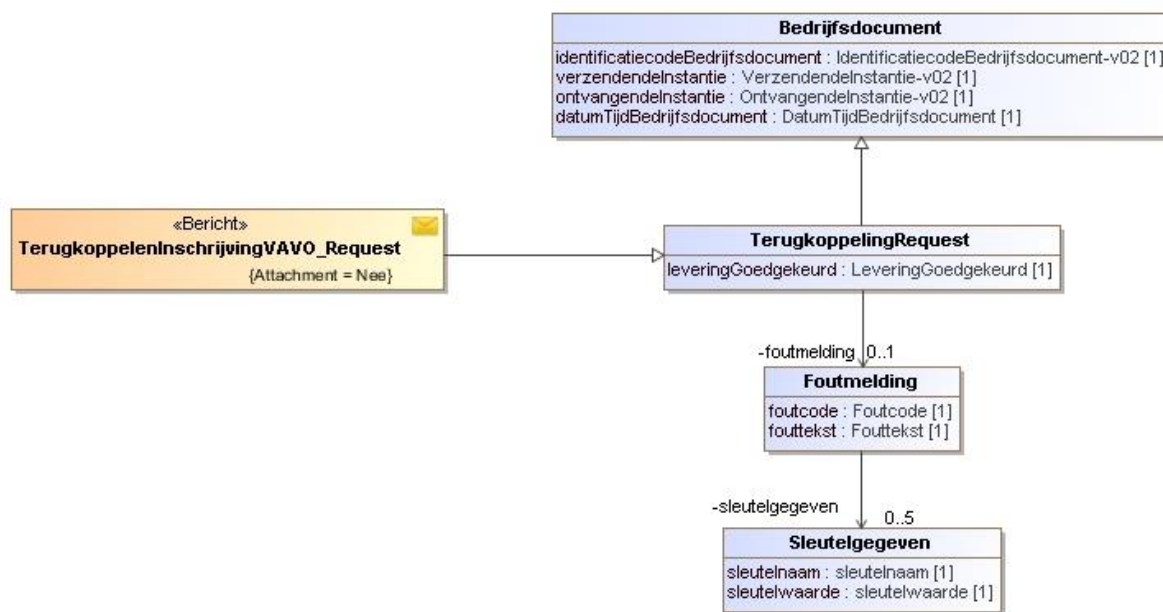 Bedrijfsdocument
identificatiecodeBedrijfsdocument : IdentificatiecodeBedrijfsdocument-v02 [1]
verzendendeInstantie : VerzendendeInstantie-v02 [1]
ontvangendeInstantie : OntvangendeInstantie-v02 [1]
datumTijdBedrijfsdocument : DatumTijdBedrijfsdocument [1]
«Bericht»
TerugkoppelenInschrijvingVAVO_Request
{Attachment = Nee}
TerugkoppelingRequest
leveringGoedgekeurd : LeveringGoedgekeurd [1]
-foutmelding 0..1
Foutmelding
foutcode : Foutcode [1]
fouttekst : Fouttekst [1]
-sleutelgegeven 0..5
Sleutelgegeven
sleutelnaam : sleutelnaam [1]
sleutelwaarde : sleutelwaarde [1]